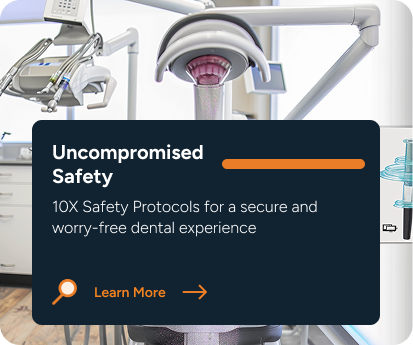 Uncompromised
Safety
10X Safety Protocols for a secure and
worry-free dental experience
Learn More